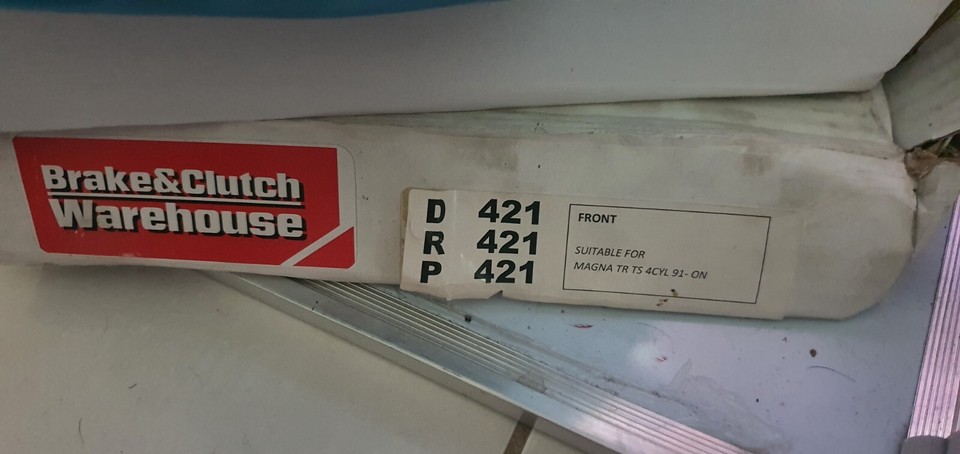 Brake&Clutch
Warehouse
D 421
R 421
P 421
FRONT
SUITABLE FOR
MAGNA TR TS 4CYL 91- ON